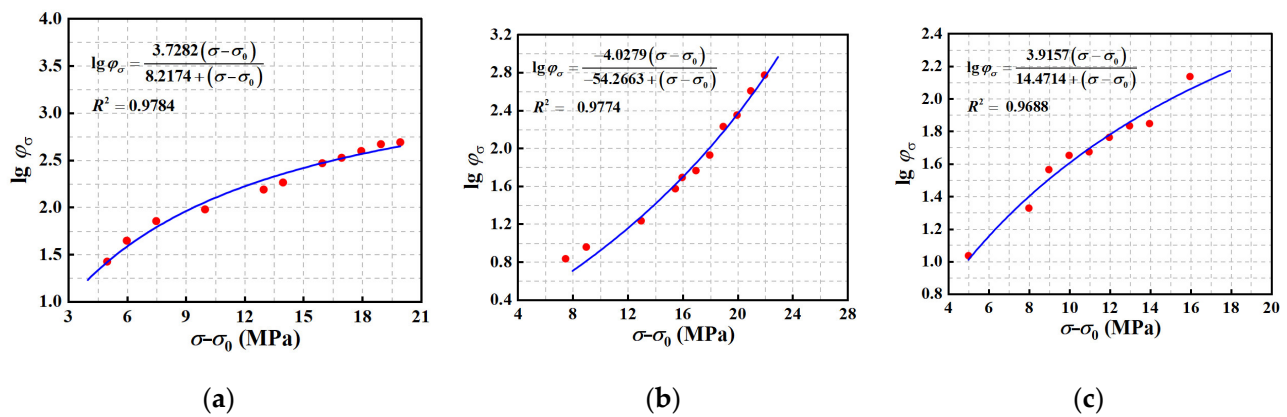 4.0
3.5
3.0
2.5
2.0
1.5
1.0
lg φσ
lg φσ = 3.7282(σ−σ0) / 8.2174+(σ−σ0)
R² = 0.9784
3 6 9 12 15 18 21
σ-σ0 (MPa)
(a)
3.2
2.8
2.4
2.0
1.6
1.2
0.8
0.4
lg φσ
lg φσ = −4.0279(σ−σ0) / −54.2663+(σ−σ0)
R² = 0.9774
4 8 12 16 20 24 28
σ-σ0 (MPa)
(b)
2.4
2.2
2.0
1.8
1.6
1.4
1.2
1.0
0.8
lg φσ
lg φσ = 3.9157(σ−σ0) / 14.4714+(σ−σ0)
R² = 0.9688
4 6 8 10 12 14 16 18 20
σ-σ0 (MPa)
(c)